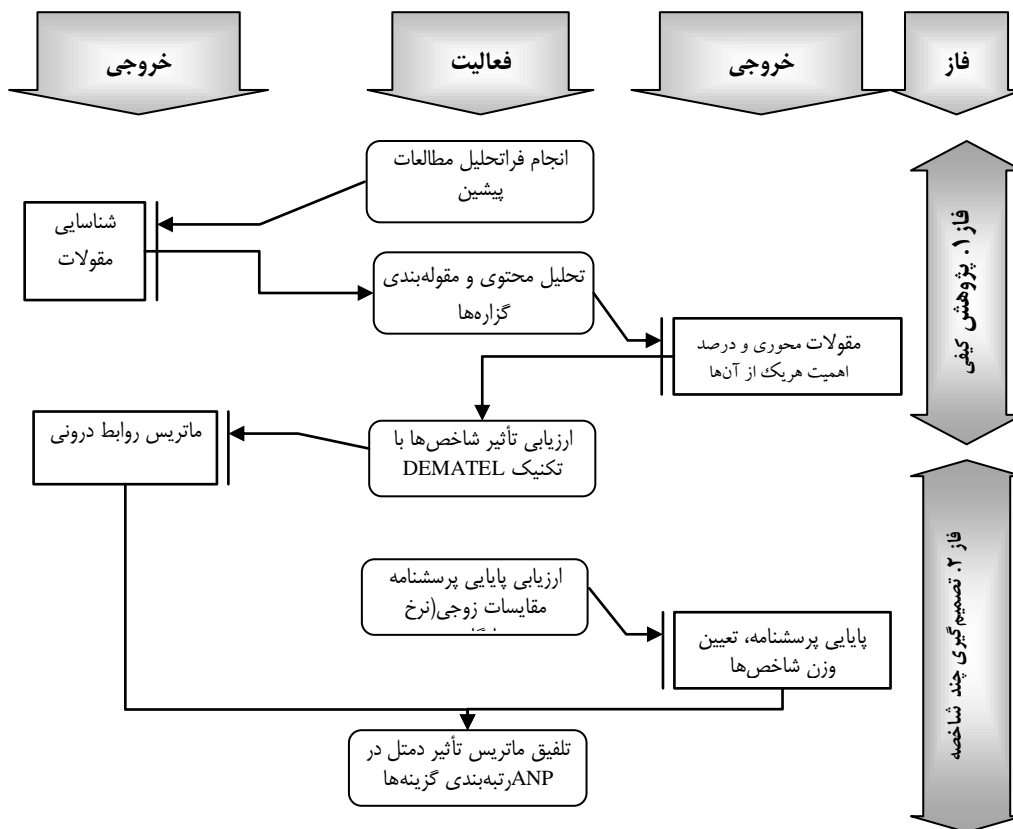 فاز
خروجی
فعالیت
خروجی
فاز ۱. پژوهش کیفی
انجام فراتحلیل مطالعات
پیشین
شناسایی
مقولات
تحلیل محتوی و مقوله‌بندی
گزاره‌ها
مقولات محوری و درصد
اهمیت هریک از آن‌ها
فاز ۲. تصمیم‌گیری چند شاخصه
ارزیابی تأثیر شاخص‌ها با
تکنیک DEMATEL
ماتریس روابط درونی
ارزیابی پایایی پرسشنامه
مقایسات زوجی(نرخ
پایایی پرسشنامه، تعیین
وزن شاخص‌ها
تلفیق ماتریس تأثیر دمتل در
ANPرتبه‌بندی گزینه‌ها